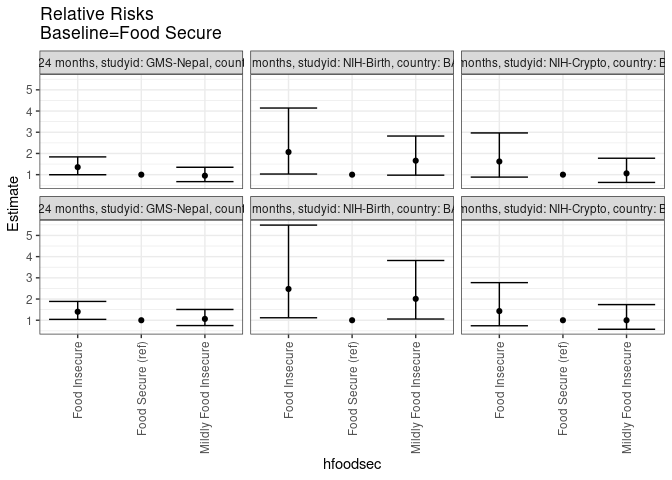 Relative Risks
Baseline=Food Secure
24 months, studyid: GMS-Nepal, count
months, studyid: NIH-Birth, country: BA
months, studyid: NIH-Crypto, country: B
5
4
3
2
1
24 months, studyid: GMS-Nepal, count
months, studyid: NIH-Birth, country: BA
months, studyid: NIH-Crypto, country: B
5
4
3
2
1
Estimate
Food Insecure
Food Secure (ref)
Mildly Food Insecure
Food Insecure
Food Secure (ref)
Mildly Food Insecure
Food Insecure
Food Secure (ref)
Mildly Food Insecure
hfoodsec